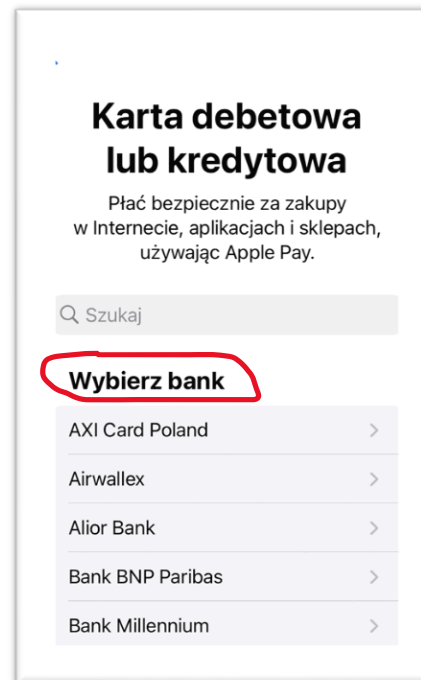 Karta debetowa
lub kredytowa
Płać bezpiecznie za zakupy
w Internecie, aplikacjach i sklepach,
używając Apple Pay.
Szukaj
Wybierz bank
AXI Card Poland
Airwallex
Alior Bank
Bank BNP Paribas
Bank Millennium